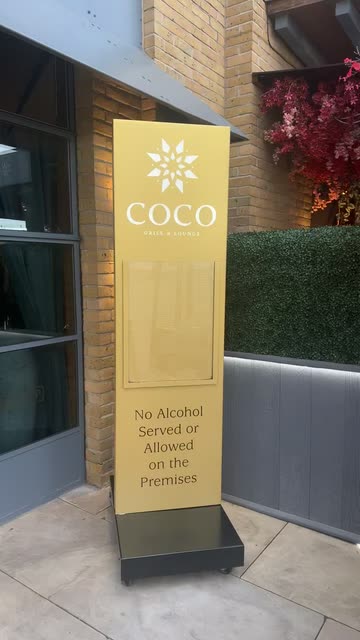 COCO
GRILL & LOUNGE
No Alcohol
Served or
Allowed
on the
Premises